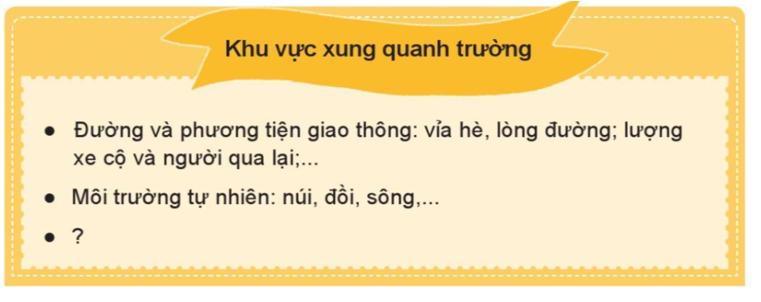 Khu vực xung quanh trường
● Đường và phương tiện giao thông: vỉa hè, lòng đường; lượng
xe cộ và người qua lại;...
● Môi trường tự nhiên: núi, đồi, sông,...
● ?